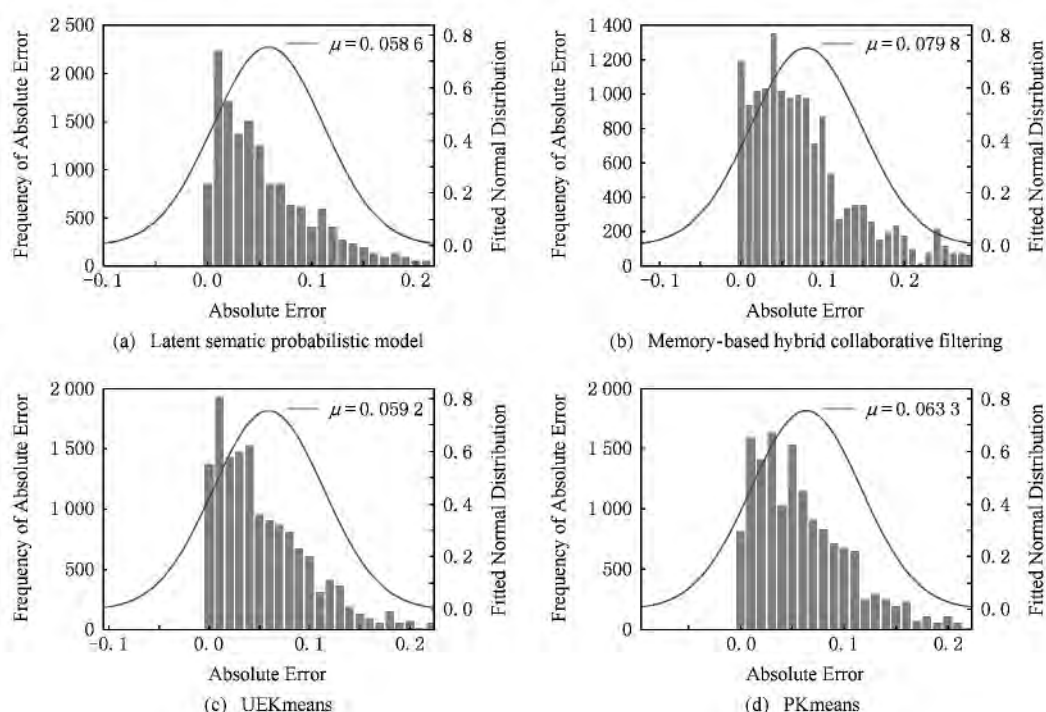 2 500
2 000
1 500
1 000
500
0
Frequency of Absolute Error
0.8
0.6
0.4
0.2
0.0
Fitted Normal Distribution
μ=0.058 6
-0.1 0.0 0.1 0.2
Absolute Error
(a) Latent sematic probabilistic model
1 400
1 200
1 000
800
600
400
200
0
Frequency of Absolute Error
0.8
0.6
0.4
0.2
0.0
Fitted Normal Distribution
μ=0.079 8
0.0 0.1 0.2
Absolute Error
(b) Memory-based hybrid collaborative filtering
2 000
1 500
1 000
500
0
Frequency of Absolute Error
0.8
0.6
0.4
0.2
0.0
Fitted Normal Distribution
μ=0.059 2
-0.1 0.0 0.1 0.2
Absolute Error
(c) UEKmeans
2 000
1 500
1 000
500
0
Frequency of Absolute Error
0.8
0.6
0.4
0.2
0.0
Fitted Normal Distribution
μ=0.063 3
0.0 0.1 0.2
Absolute Error
(d) PKmeans